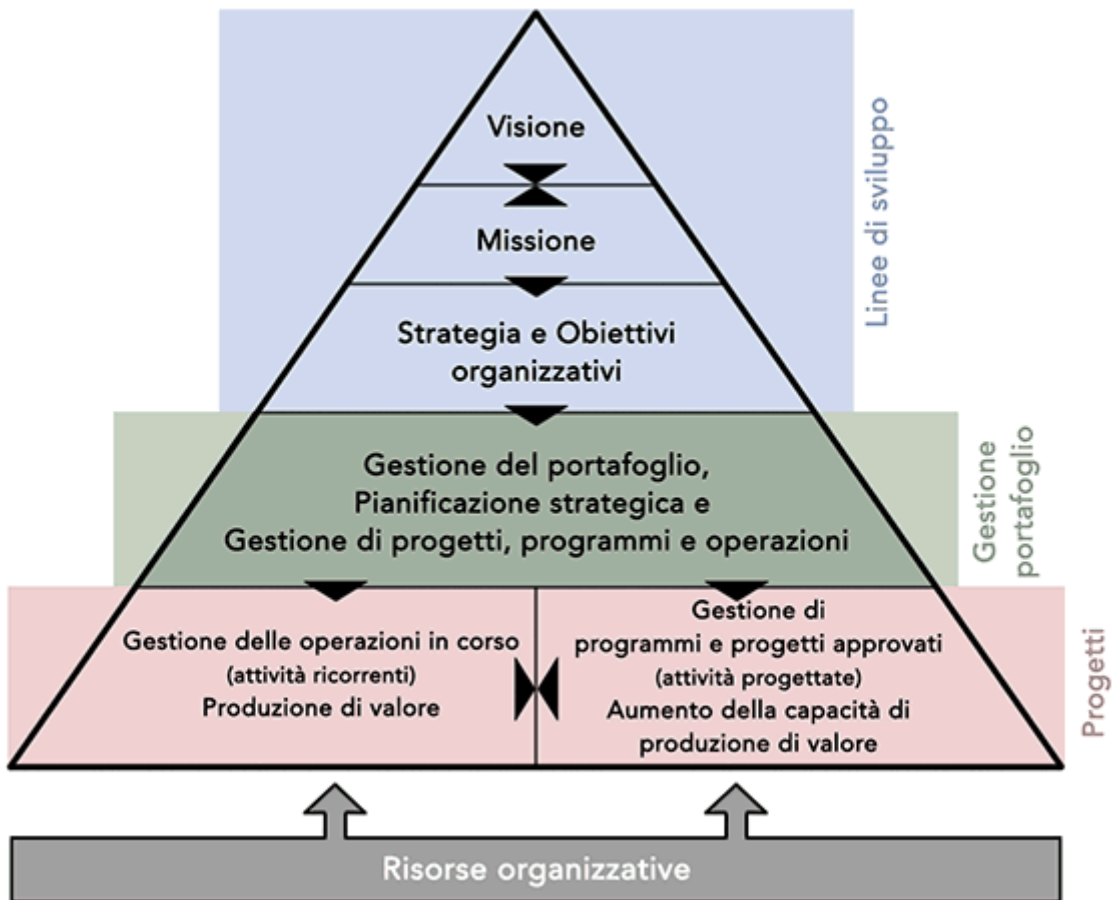 Visione
Missione
Strategia e Obiettivi
organizzativi
Linee di sviluppo
Gestione del portafoglio,
Pianificazione strategica e
Gestione di progetti, programmi e operazioni
Gestione
portafoglio
Gestione delle operazioni in corso
(attività ricorrenti)
Produzione di valore
Gestione di
programmi e progetti approvati
(attività progettate)
Aumento della capacità di
produzione di valore
Progetti
Risorse organizzative